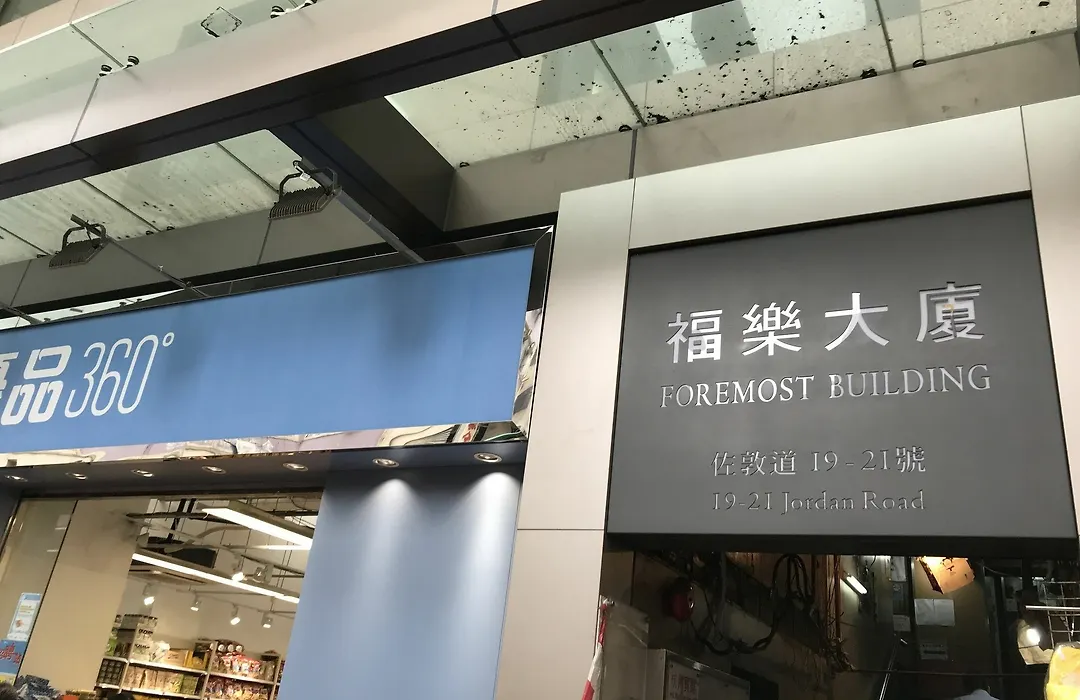 品360°
福樂大廈
FOREMOST BUILDING
佐敦道 19-21號
19-21 Jordan Road